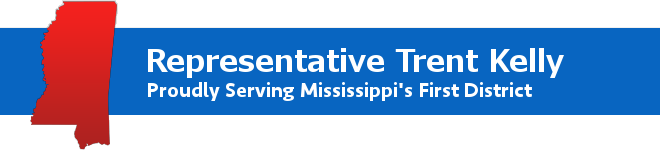 Representative Trent Kelly
Proudly Serving Mississippi's First District